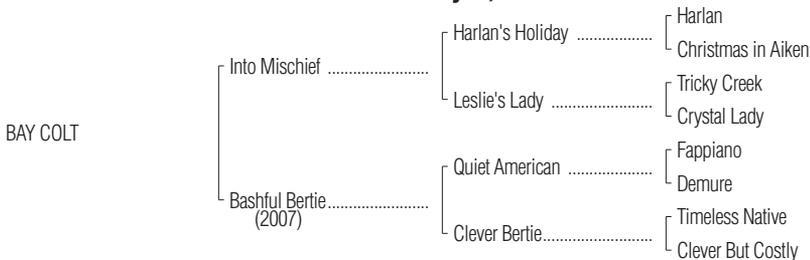 Harlan
Harlan's Holiday ..................
Christmas in Aiken
Into Mischief ........................
Tricky Creek
Leslie's Lady ........................
Crystal Lady
BAY COLT
Fappiano
Quiet American ....................
Demure
Bashful Bertie........................
(2007)
Timeless Native
Clever Bertie..........................
Clever But Costly